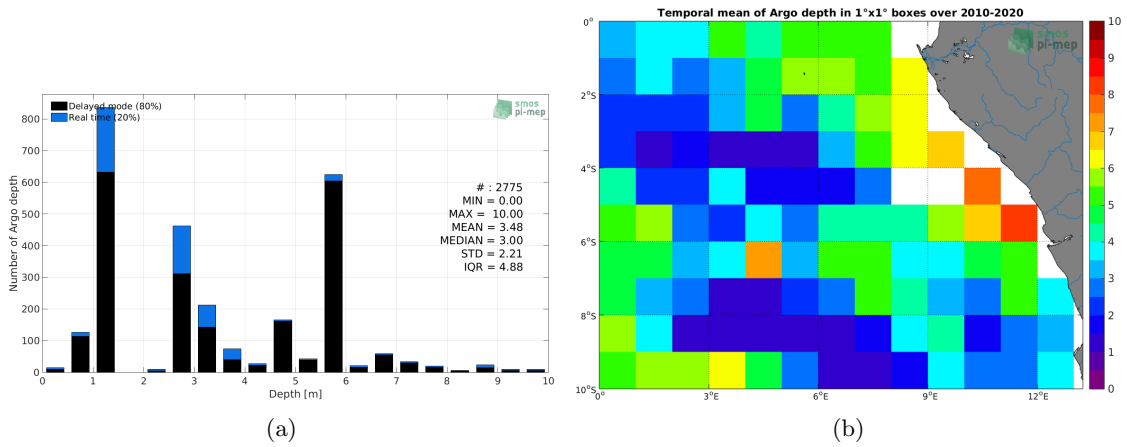 Delayed mode (80%)
Real time (20%)
smos
pi-mep
# : 2775
MIN = 0.00
MAX = 10.00
MEAN = 3.48
MEDIAN = 3.00
STD = 2.21
IQR = 4.88
Number of Argo depth
800
700
600
500
400
300
200
100
0
0 1 2 3 4 5 6 7 8 9 10
Depth [m]
(a)
Temporal mean of Argo depth in 1°x1° boxes over 2010-2020
smos
pi-mep
0°
2°S
4°S
6°S
8°S
10°S
0° 3°E 6°E 9°E 12°E
10
9
8
7
6
5
4
3
2
1
0
(b)